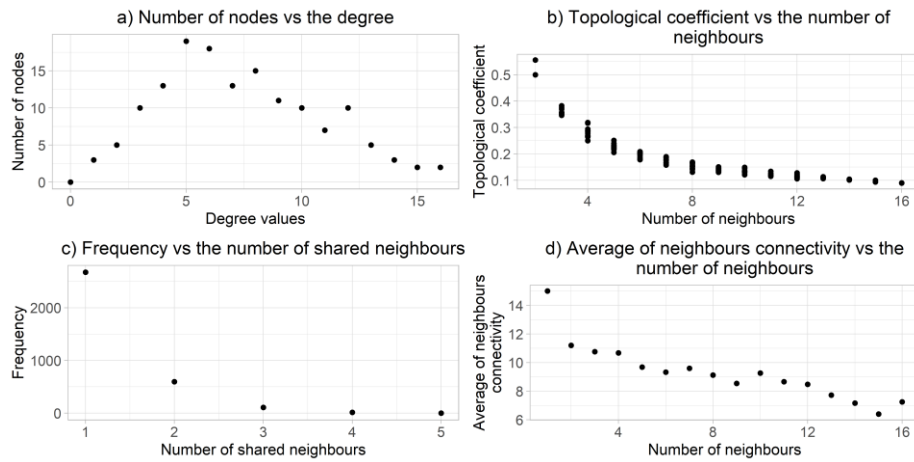 a) Number of nodes vs the degree
Number of nodes
15
10
5
0
0
5
10
15
Degree values
b) Topological coefficient vs the number of
neighbours
Topological coefficient
0.5
0.4
0.3
0.2
0.1
4
8
12
16
Number of neighbours
c) Frequency vs the number of shared neighbours
Frequency
2000
1000
0
1
2
3
4
5
Number of shared neighbours
d) Average of neighbours connectivity vs the
number of neighbours
Average of neighbours
connectivity
14
12
10
8
6
4
8
12
16
Number of neighbours